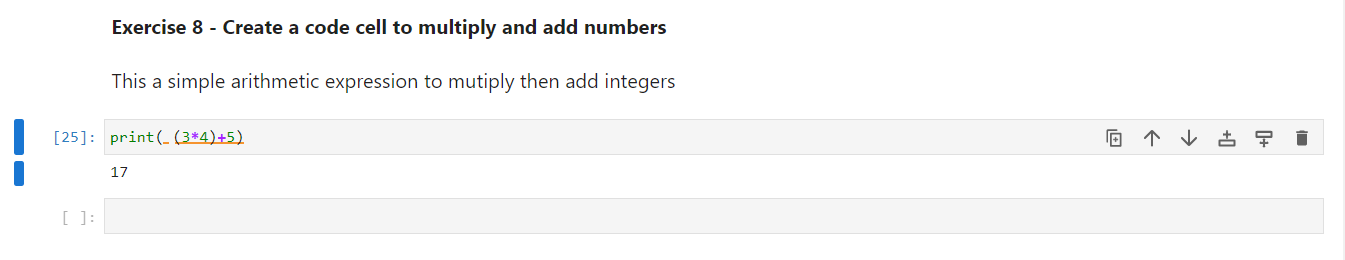 Exercise 8 - Create a code cell to multiply and add numbers
This a simple arithmetic expression to mutiply then add integers
[25]: print( (3*4)+5)
17
[ ]: